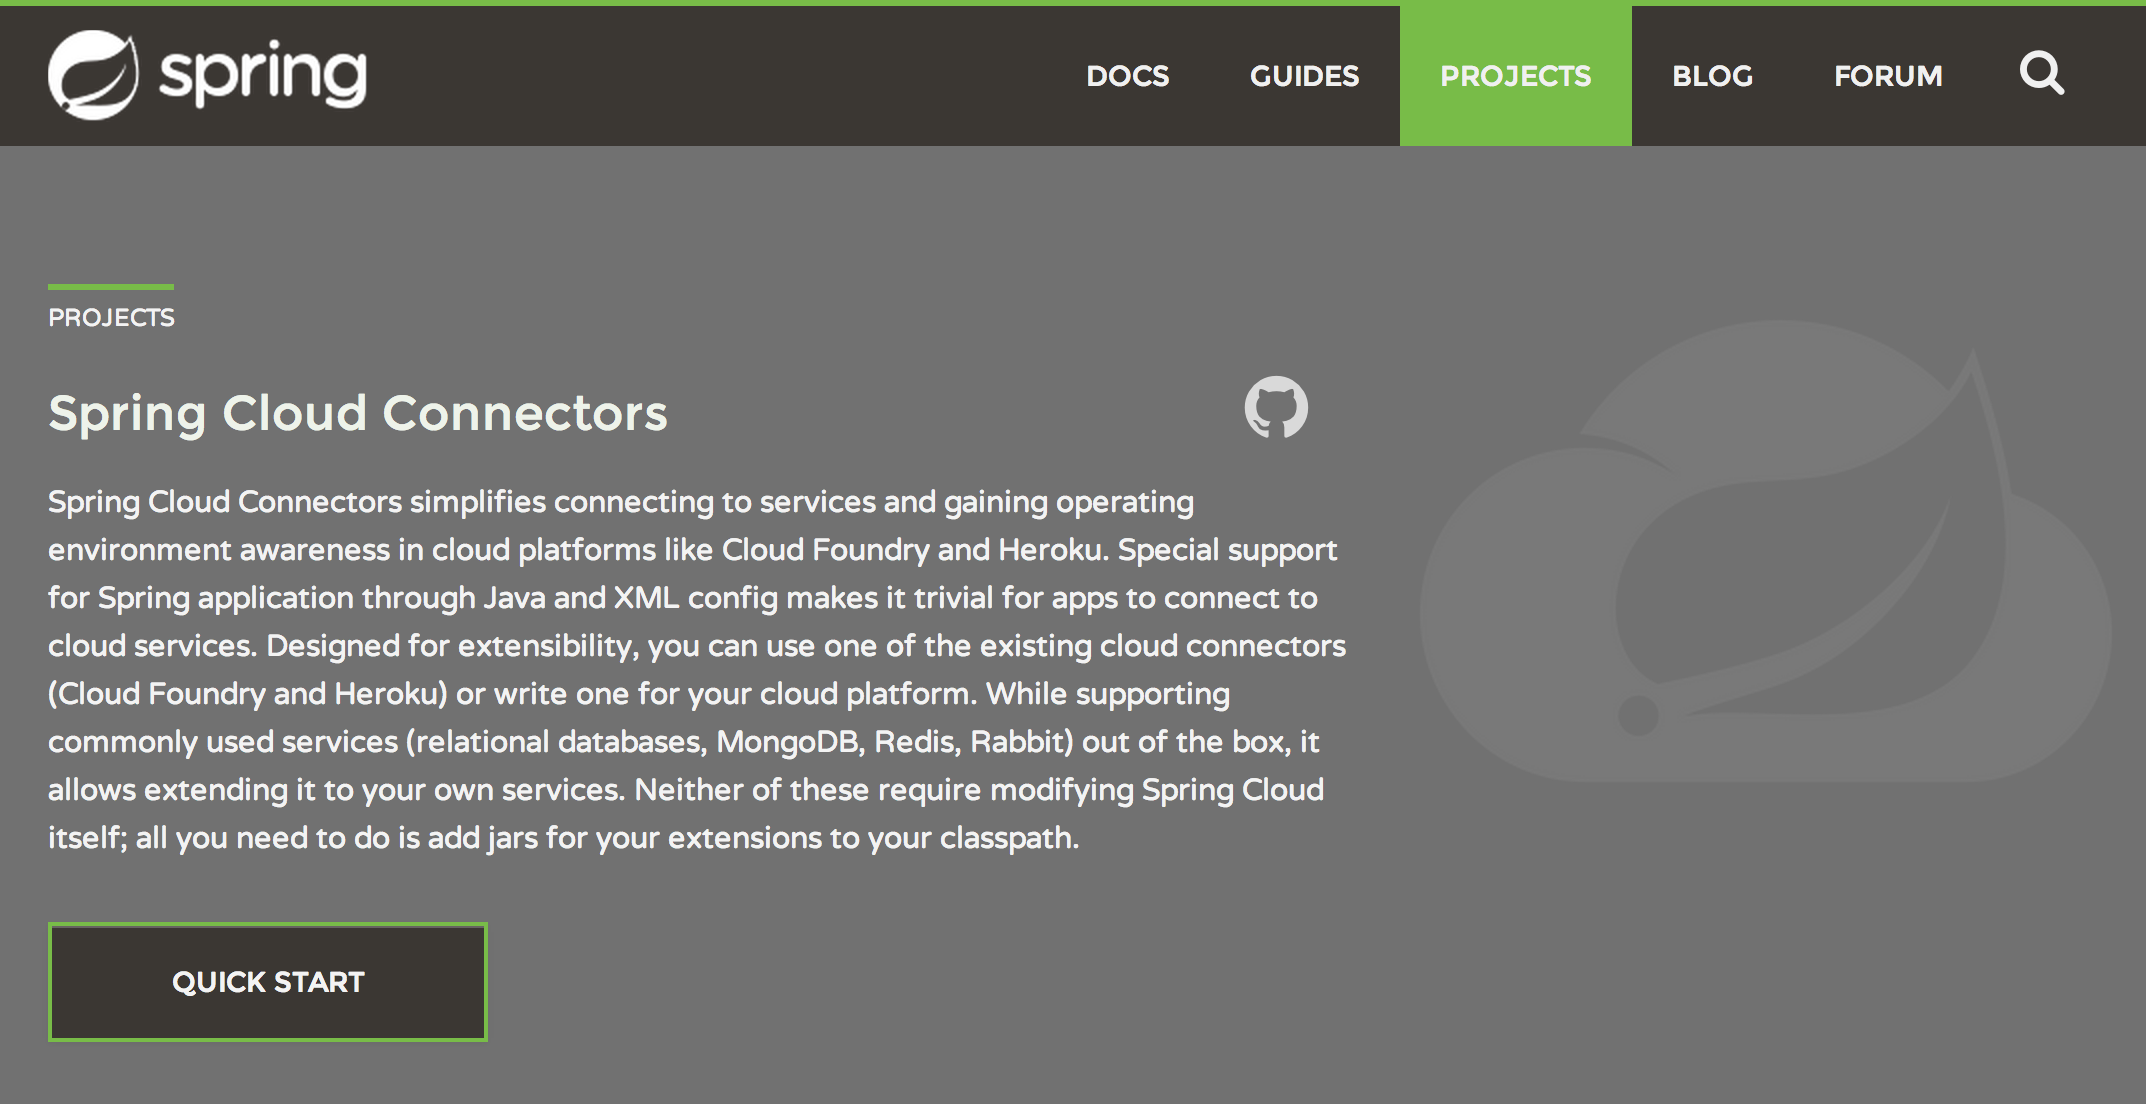 spring
DOCS GUIDES PROJECTS BLOG FORUM
PROJECTS
Spring Cloud Connectors
Spring Cloud Connectors simplifies connecting to services and gaining operating
environment awareness in cloud platforms like Cloud Foundry and Heroku. Special support
for Spring application through Java and XML config makes it trivial for apps to connect to
cloud services. Designed for extensibility, you can use one of the existing cloud connectors
(Cloud Foundry and Heroku) or write one for your cloud platform. While supporting
commonly used services (relational databases, MongoDB, Redis, Rabbit) out of the box, it
allows extending it to your own services. Neither of these require modifying Spring Cloud
itself; all you need to do is add jars for your extensions to your classpath.
QUICK START